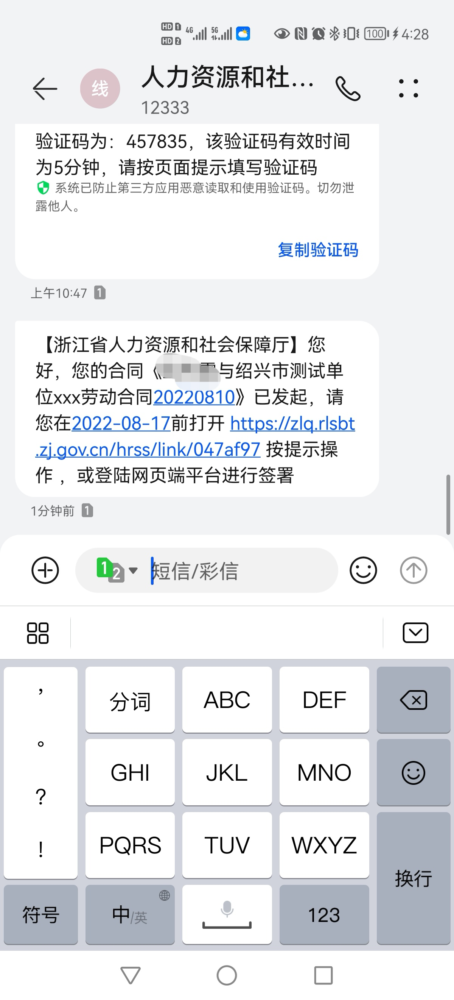 HD 1 4G 5G 100 4:28
HD 2
线
人力资源和社...
12333
验证码为：457835，该验证码有效时间
为5分钟，请按页面提示填写验证码
系统已防止第三方应用恶意读取和使用验证码。切勿泄
露他人。
复制验证码
上午10:47 1
【浙江省人力资源和社会保障厅】您
好，您的合同《与绍兴市测试单
位xxx劳动合同20220810》已发起，请
您在2022-08-17前打开 https://zlq.rlsbt
.zj.gov.cn/hrss/link/047af97 按提示操
作 ，或登陆网页端平台进行签署
1分钟前 1
1 2 短信/彩信
， 分词 ABC DEF
。 GHI JKL MNO
？
！ PQRS TUV WXYZ
换行
符号 中/英 123